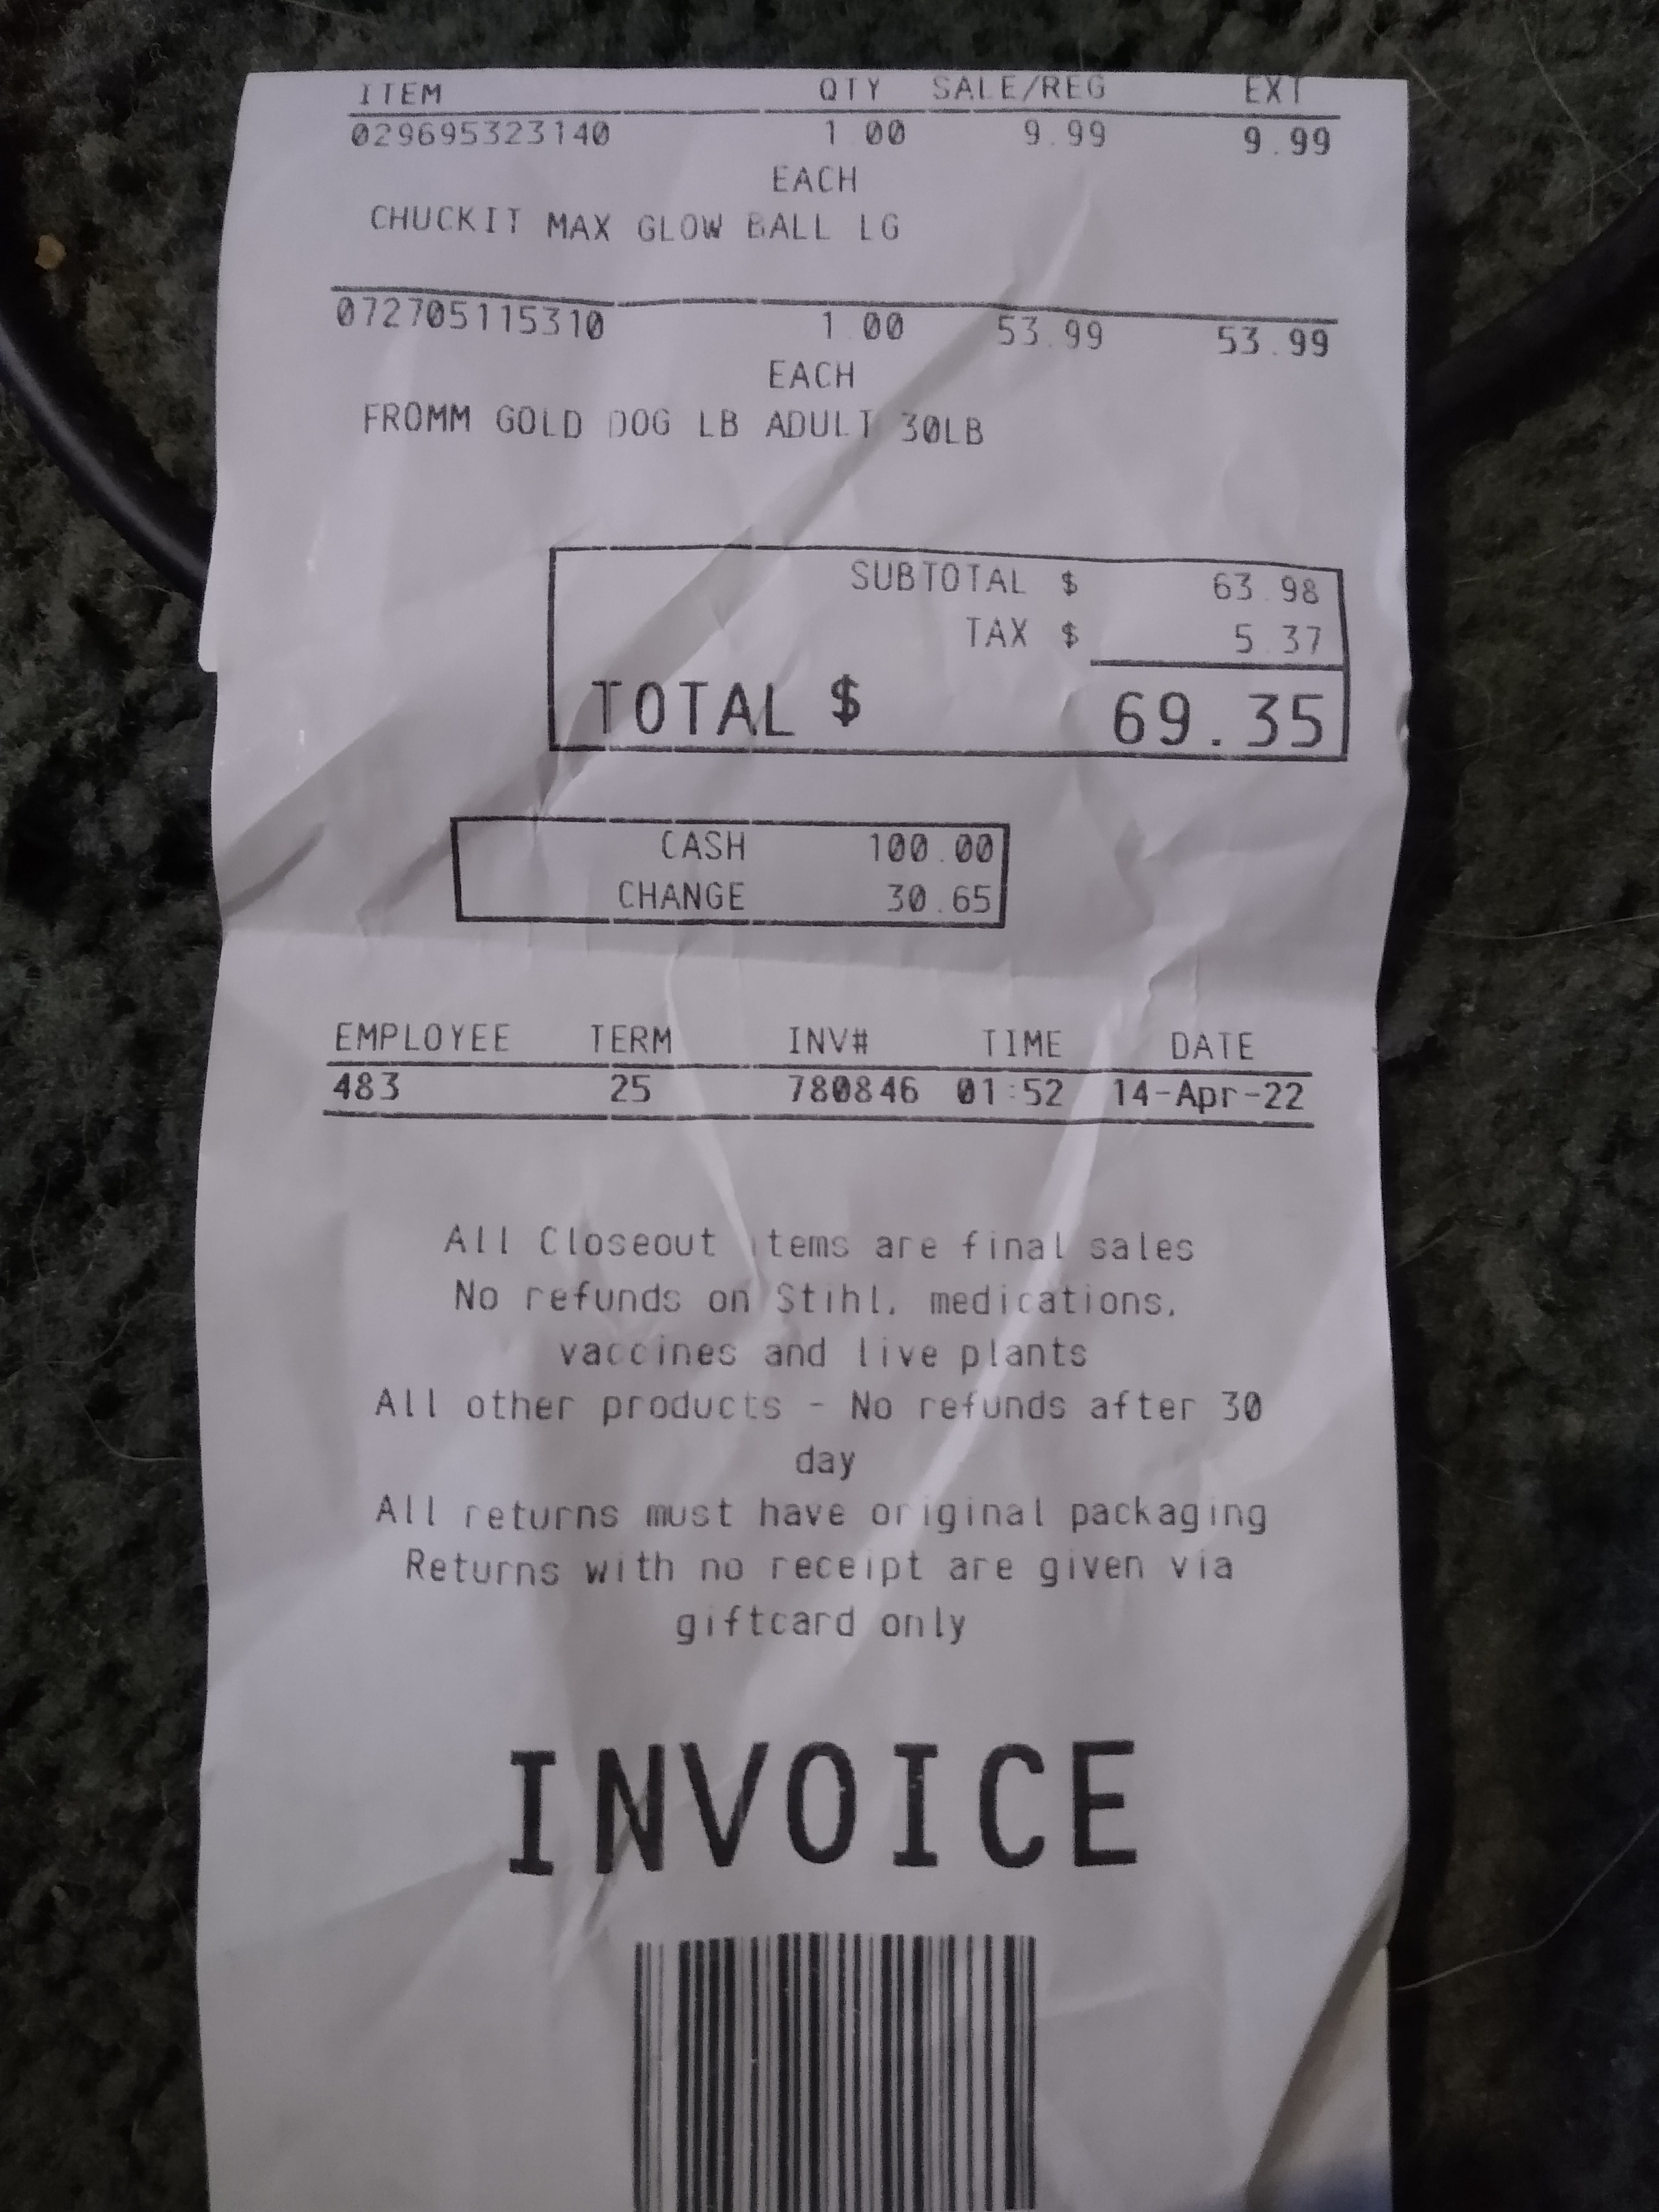 ITEM QTY SALE/REG EXT
029695323140 1.00 9.99 9.99
EACH
CHUCKIT MAX GLOW BALL LG
072705115310 1.00 53.99 53.99
EACH
FROMM GOLD DOG LB ADULT 30LB
SUBTOTAL $ 63.98
TAX $ 5.37
TOTAL $ 69.35
CASH 100.00
CHANGE 30.65
EMPLOYEE TERM INV# TIME DATE
483 25 780846 01:52 14-Apr-22
All Closeout items are final sales
No refunds on Stihl, medications,
vaccines and live plants
All other products - No refunds after 30
day
All returns must have original packaging
Returns with no receipt are given via
giftcard only
INVOICE